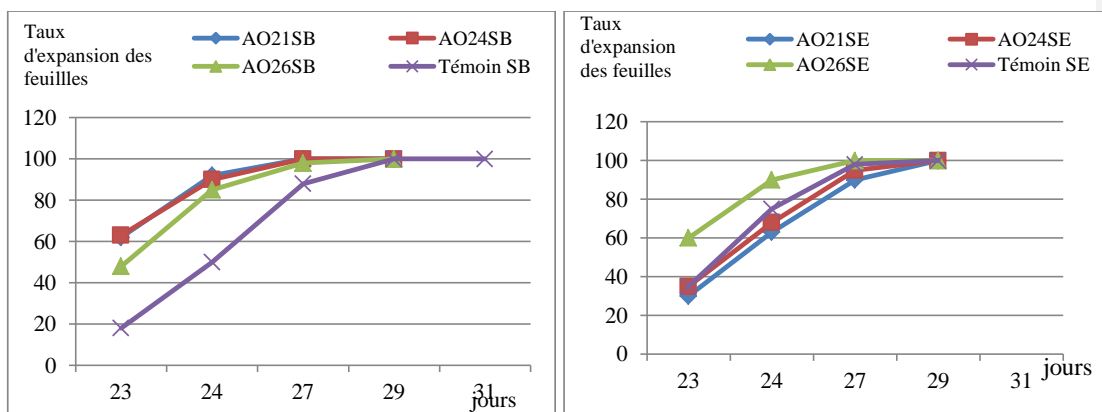 Taux
d'expansion des
feuillles
AO21SB
AO24SB
AO26SB
Témoin SB
120
100
80
60
40
20
0
23
24
27
29
31
jours
Taux
d'expansion
des feuilles
AO21SE
AO24SE
AO26SE
Témoin SE
120
100
80
60
40
20
0
23
24
27
29
31
jours